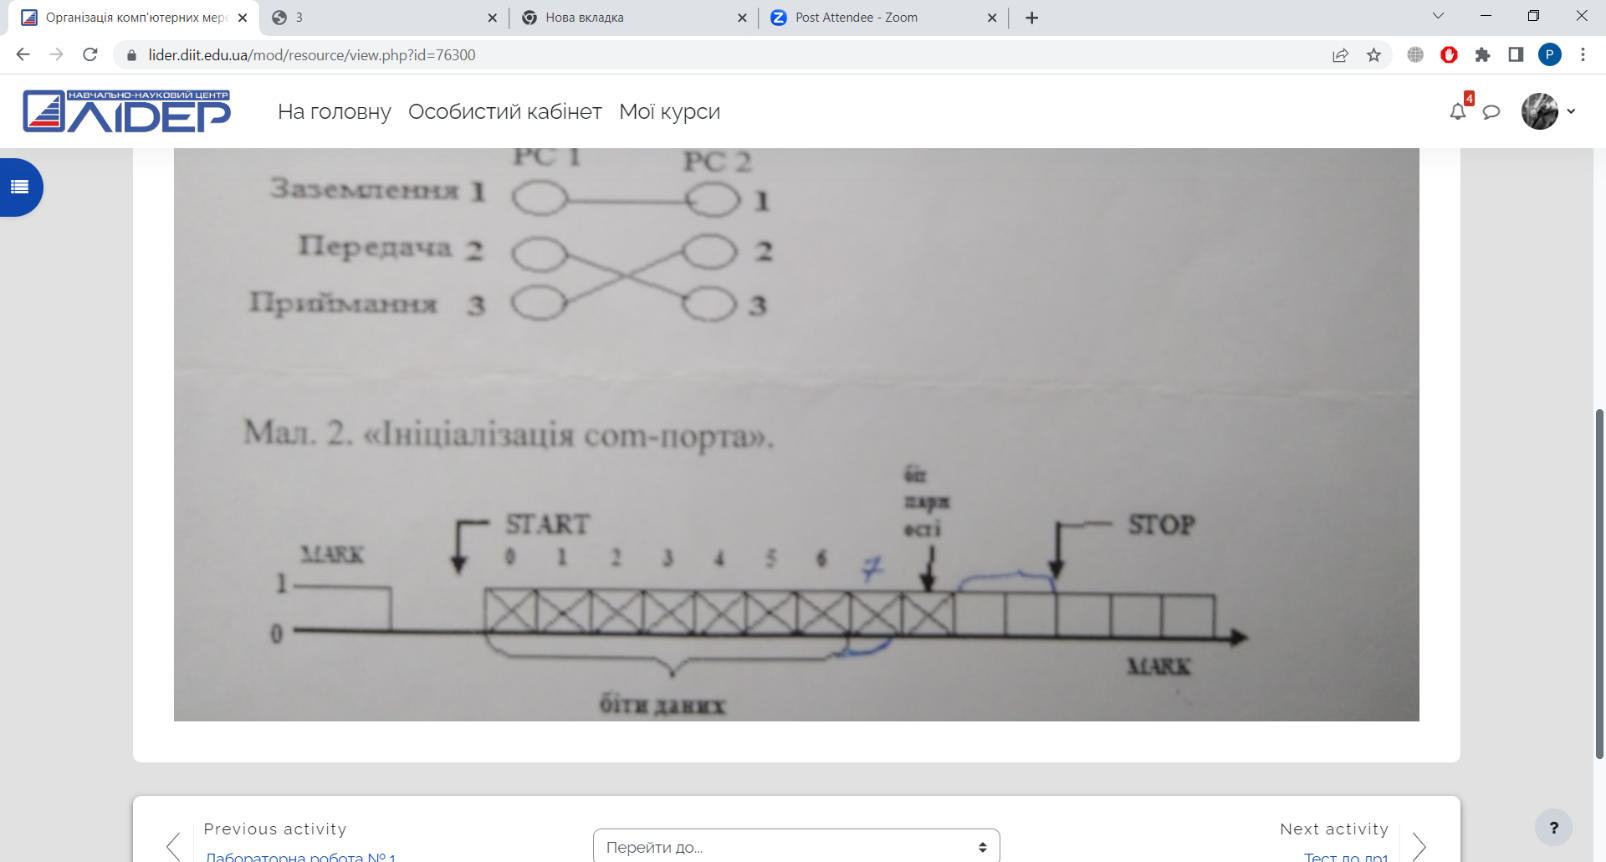 Організація комп'ютерних мере
3
Нова вкладка
Post Attendee - Zoom
lider.diit.edu.ua/mod/resource/view.php?id=76300
P
НАВЧАЛЬНО-НАУКОВИЙ ЦЕНТР
ЛІДЕР
На головну Особистий кабінет Мої курси
4
PC 1 PC 2
Заземлення 1 1
Передача 2 2
Приймання 3 3
Мал. 2. «Ініціалізація com-порта».
біт
парн
ості
START STOP
MARK 0 1 2 3 4 5 6 7
1
0
MARK
біти даних
Previous activity Next activity
Лабораторна робота № 1 Перейти до... Тест до лр1
?